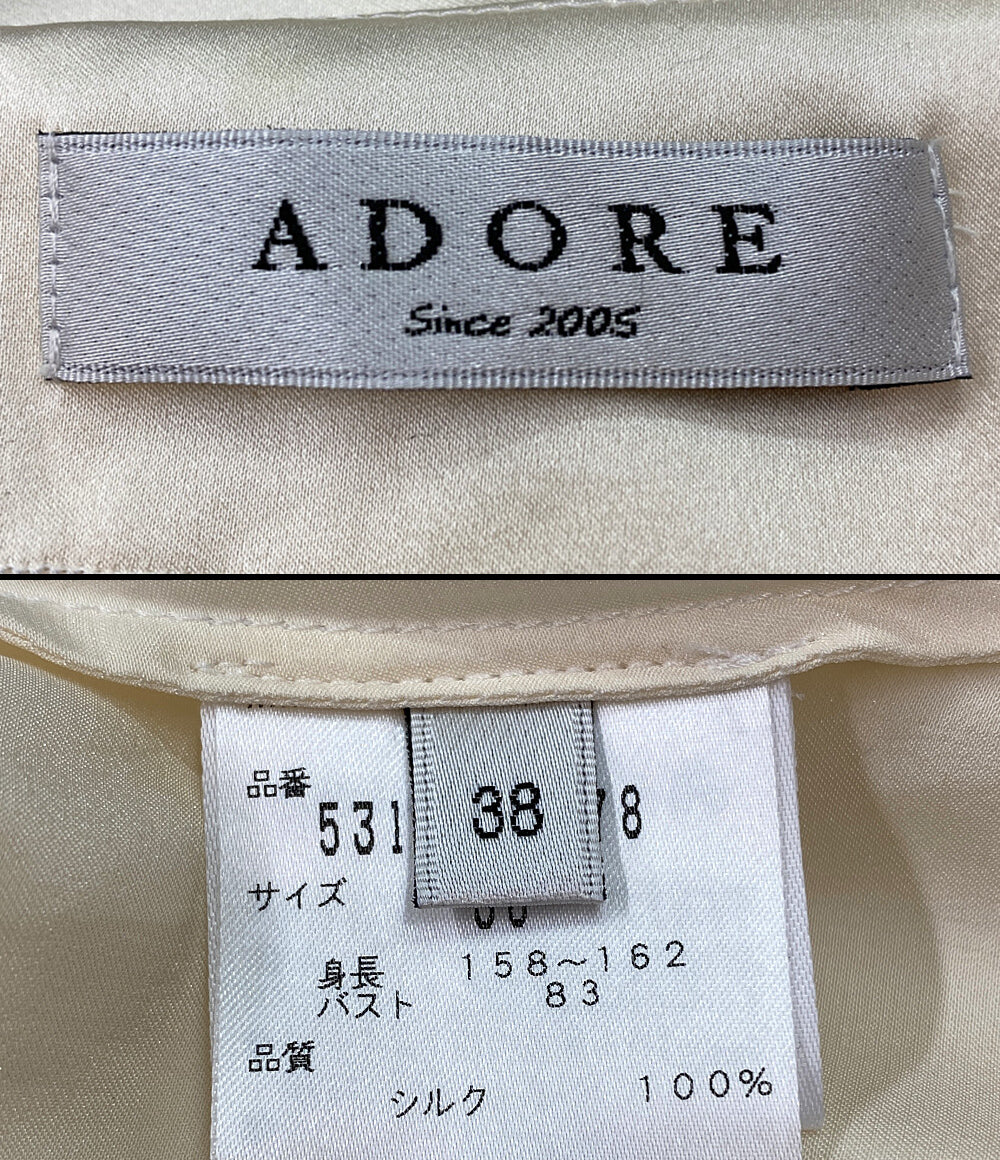 ADORE
Since 2005
品番
531 38 78
サイズ
身長 158～162
バスト 83
品質
シルク 100%